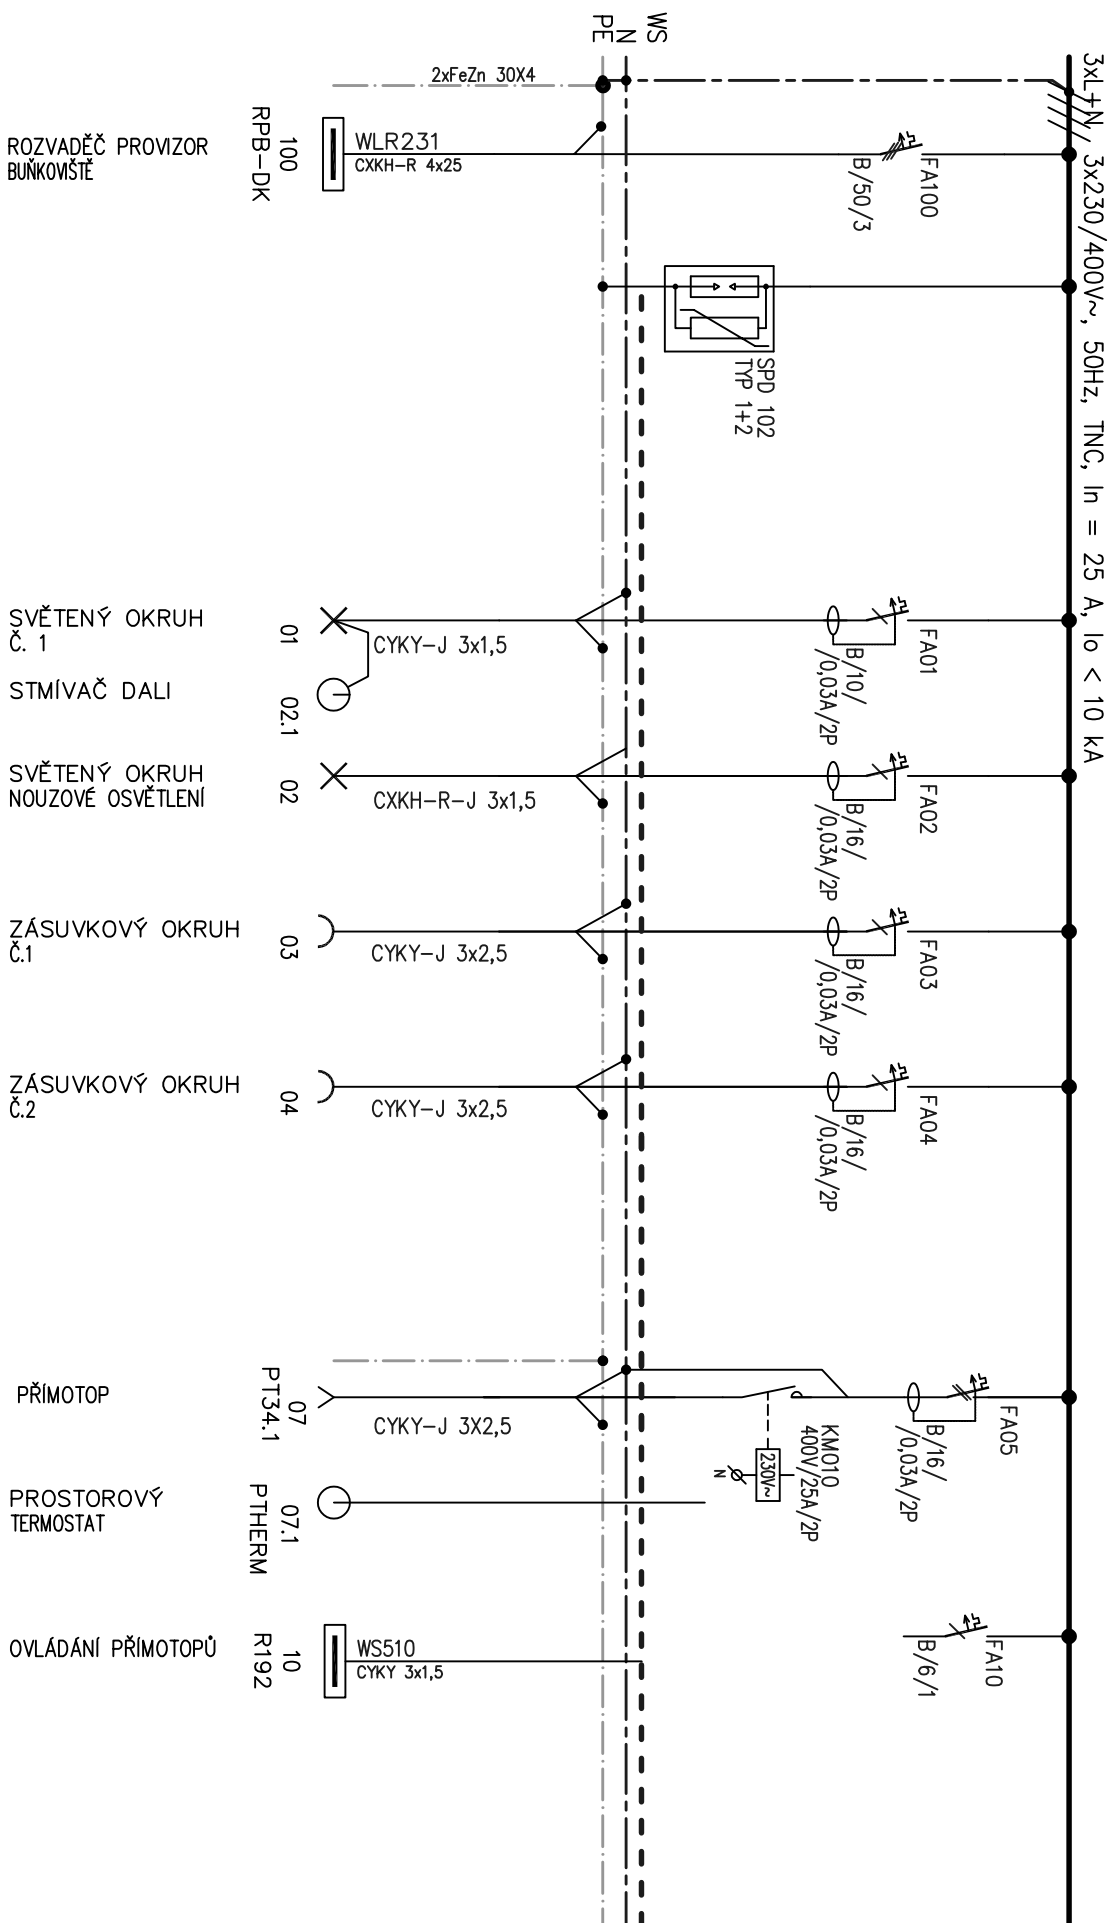 3xL+N, 3x230/400V~, 50Hz, TNC, In = 25 A, Io < 10 kA
WS
N
PE
2xFeZn 30X4
ROZVADĚČ PROVIZOR
BUŇKOVIŠTĚ
100
RPB-DK
WLR231
CXKH-R 4x25
FA100
B/50/3
SPD 102
TYP 1+2
SVĚTENÝ OKRUH
Č. 1
01
CYKY-J 3x1,5
FA01
B/10/
/0,03A/2P
STMÍVAČ DALI
02.1
SVĚTENÝ OKRUH
NOUZOVÉ OSVĚTLENÍ
02
CXKH-R-J 3x1,5
FA02
B/16/
/0,03A/2P
ZÁSUVKOVÝ OKRUH
Č.1
03
CYKY-J 3x2,5
FA03
B/16/
/0,03A/2P
ZÁSUVKOVÝ OKRUH
Č.2
04
CYKY-J 3x2,5
FA04
B/16/
/0,03A/2P
PŘÍMOTOP
07
PT34.1
CYKY-J 3X2,5
FA05
B/16/
/0,03A/2P
KM010
400V/25A/2P
230V~
N
PROSTOROVÝ
TERMOSTAT
07.1
PTHERM
OVLÁDÁNÍ PŘÍMOTOPŮ
10
R192
WS510
CYKY 3x1,5
FA10
B/6/1